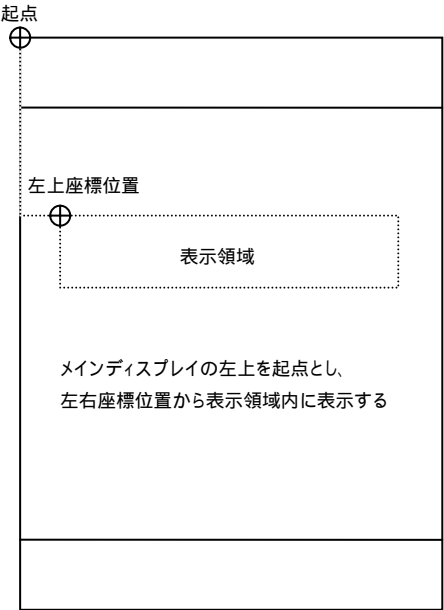 起点
左上座標位置
表示領域
メインディスプレイの左上を起点とし、
左右座標位置から表示領域内に表示する